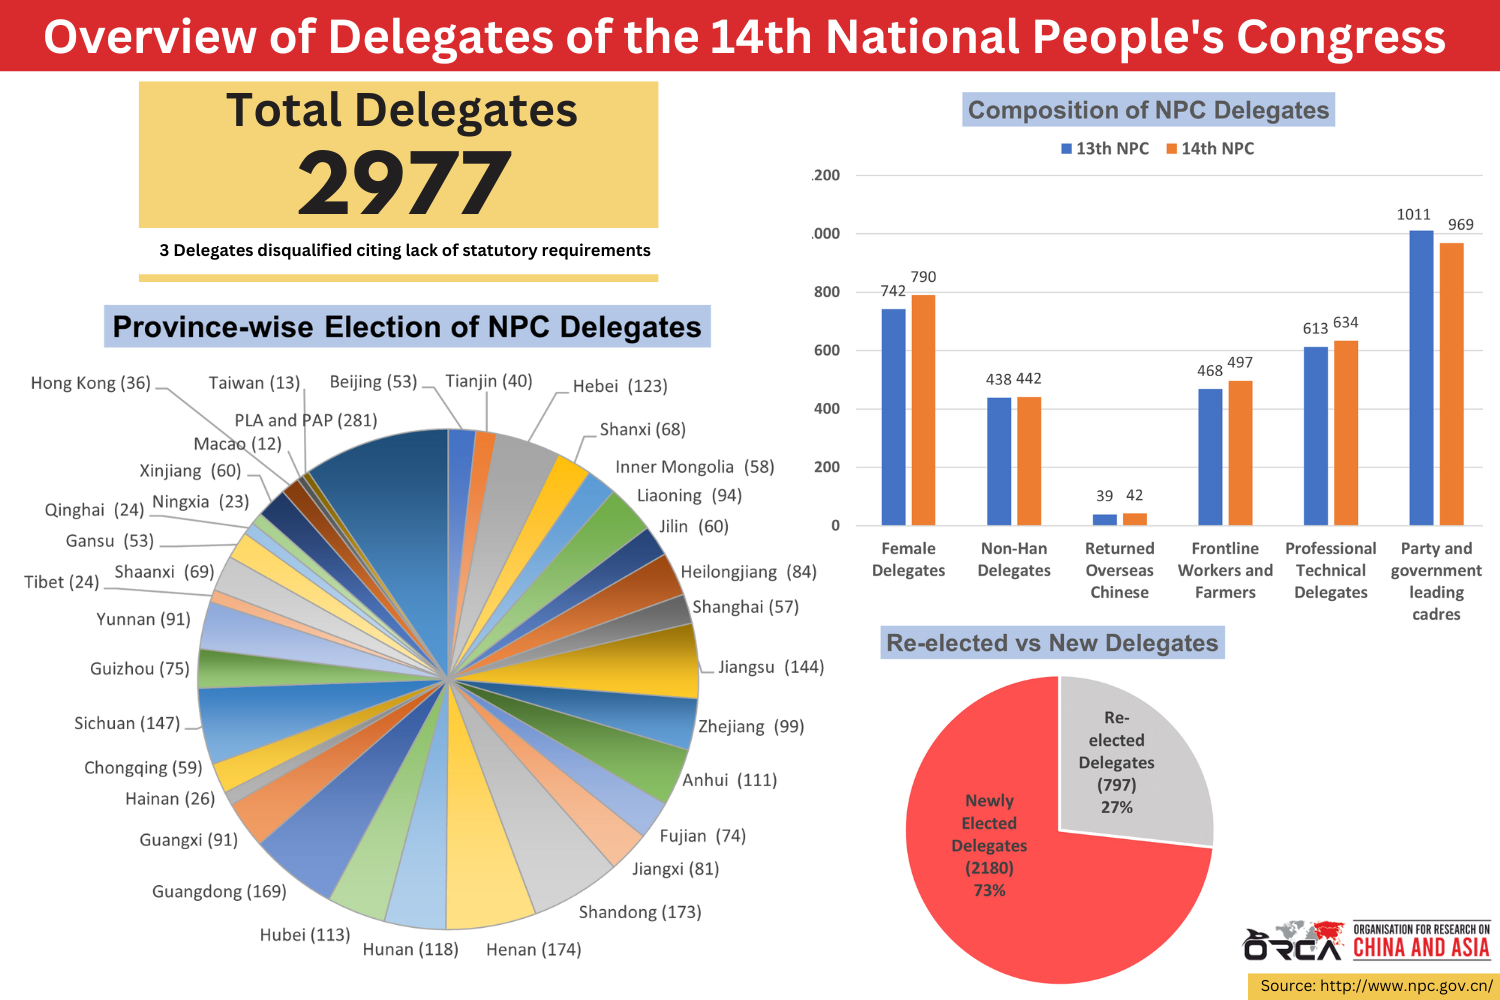 Overview of Delegates of the 14th National People's Congress
Total Delegates
2977
3 Delegates disqualified citing lack of statutory requirements
Province-wise Election of NPC Delegates
Hong Kong (36)
Taiwan (13)
Beijing (53)
Tianjin (40)
Hebei (123)
PLA and PAP (281)
Shanxi (68)
Macao (12)
Inner Mongolia (58)
Xinjiang (60)
Liaoning (94)
Ningxia (23)
Qinghai (24)
Jilin (60)
Gansu (53)
Shaanxi (69)
Heilongjiang (84)
Tibet (24)
Shanghai (57)
Yunnan (91)
Guizhou (75)
Jiangsu (144)
Sichuan (147)
Zhejiang (99)
Chongqing (59)
Anhui (111)
Hainan (26)
Guangxi (91)
Fujian (74)
Jiangxi (81)
Guangdong (169)
Shandong (173)
Hubei (113)
Hunan (118)
Henan (174)
Composition of NPC Delegates
13th NPC
14th NPC
.200
.000
800
600
400
200
0
742
790
438
442
39
42
468
497
613
634
1011
969
Female
Delegates
Non-Han
Delegates
Returned
Overseas
Chinese
Frontline
Workers and
Farmers
Professional
Technical
Delegates
Party and
government
leading
cadres
Re-elected vs New Delegates
Re-
elected
Delegates
(797)
27%
Newly
Elected
Delegates
(2180)
73%
ORCA
ORGANISATION FOR RESEARCH ON
CHINA AND ASIA
Source: http://www.npc.gov.cn/